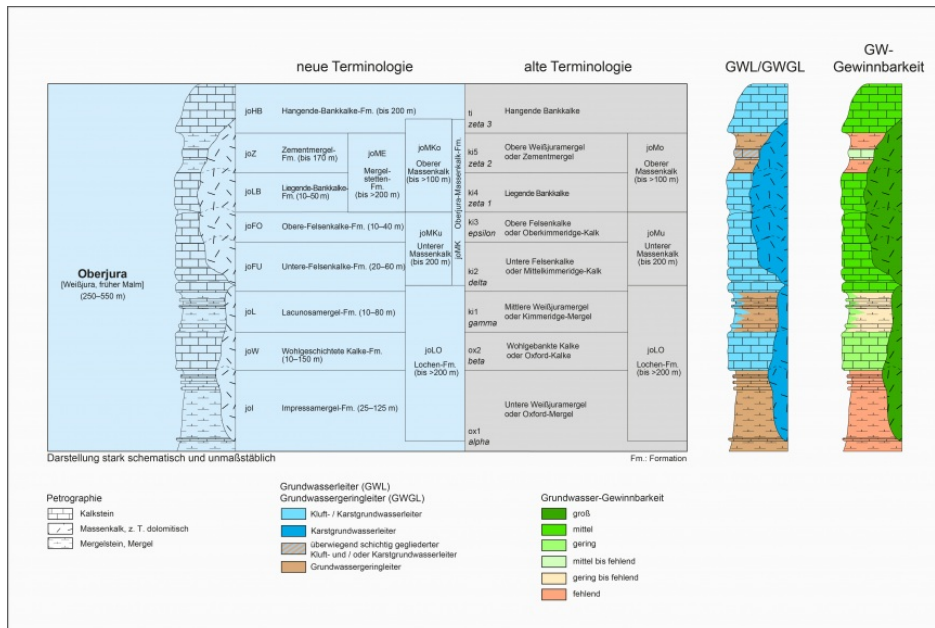 neue Terminologie
alte Terminologie
GWL/GWGL
GW-
Gewinnbarkeit
Oberjura
[Weißjura, früher Malm]
(250–550 m)
joHB
Hangende-Bankkalke-Fm. (bis 200 m)
joZ
Zementmergel-
Fm. (bis 170 m)
joLB
Liegende-Bankkalke-
Fm. (10–50 m)
joME
Mergel-
stetten-
Fm.
(bis >200 m)
joMKo
Oberer
Massenkalk
(bis >100 m)
joMK
Oberjura-Massenkalk-Fm.
joFO
Obere-Felsenkalke-Fm. (10–40 m)
joFU
Untere-Felsenkalke-Fm. (20–60 m)
joMKu
Unterer
Massenkalk
(bis 200 m)
joL
Lacunosamergel-Fm. (10–80 m)
joW
Wohlgeschichtete Kalke-Fm.
(10–150 m)
joI
Impressamergel-Fm. (25–125 m)
joLO
Lochen-Fm.
(bis >200 m)
ti
zeta 3
Hangende Bankkalke
ki5
zeta 2
Obere Weißjuramergel
oder Zementmergel
ki4
zeta 1
Liegende Bankkalke
joMo
Oberer
Massenkalk
(bis >100 m)
ki3
epsilon
Obere Felsenkalke
oder Oberkimmeridge-Kalk
ki2
delta
Untere Felsenkalke
oder Mittelkimmeridge-Kalk
joMu
Unterer
Massenkalk
(bis 200 m)
ki1
gamma
Mittlere Weißjuramergel
oder Kimmeridge-Mergel
ox2
beta
Wohlgebankte Kalke
oder Oxford-Kalke
ox1
alpha
Untere Weißjuramergel
oder Oxford-Mergel
joLO
Lochen-Fm.
(bis >200 m)
Darstellung stark schematisch und unmaßstäblich
Fm.: Formation
Petrographie
Kalkstein
Massenkalk, z. T. dolomitisch
Mergelstein, Mergel
Grundwasserleiter (GWL)
Grundwassergeringleiter (GWGL)
Kluft- / Karstgrundwasserleiter
Karstgrundwasserleiter
überwiegend schichtig gegliederter
Kluft- und / oder Karstgrundwasserleiter
Grundwassergeringleiter
Grundwasser-Gewinnbarkeit
groß
mittel
gering
mittel bis fehlend
gering bis fehlend
fehlend